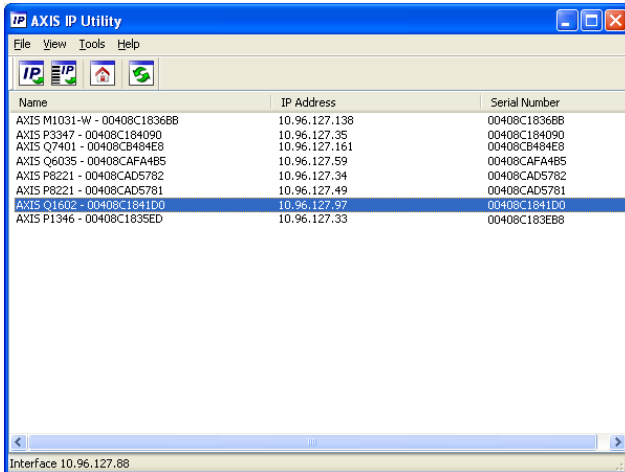 IP AXIS IP Utility
File View Tools Help
IP IP
Name IP Address Serial Number
AXIS M1031-W - 00408C1836BB 10.96.127.138 00408C1836BB
AXIS P3347 - 00408C184090 10.96.127.35 00408C184090
AXIS Q7401 - 00408CB484E8 10.96.127.161 00408CB484E8
AXIS Q6035 - 00408CAFA4B5 10.96.127.59 00408CAFA4B5
AXIS P8221 - 00408CAD5782 10.96.127.34 00408CAD5782
AXIS P8221 - 00408CAD5781 10.96.127.49 00408CAD5781
AXIS Q1602 - 00408C1841D0 10.96.127.97 00408C1841D0
AXIS P1346 - 00408C1835ED 10.96.127.33 00408C183EB8
Interface 10.96.127.88